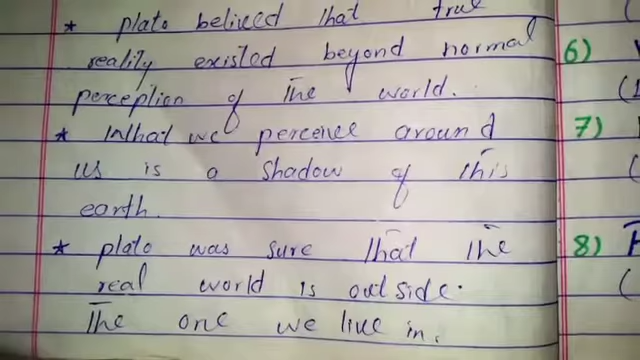 * plato belived that true
reality existed beyond normal
perception of the world.
* What we perceive around
us is a shadow of this
earth.
* plato was sure that the
real world is outside.
The one we live in.
6)
7)
8)